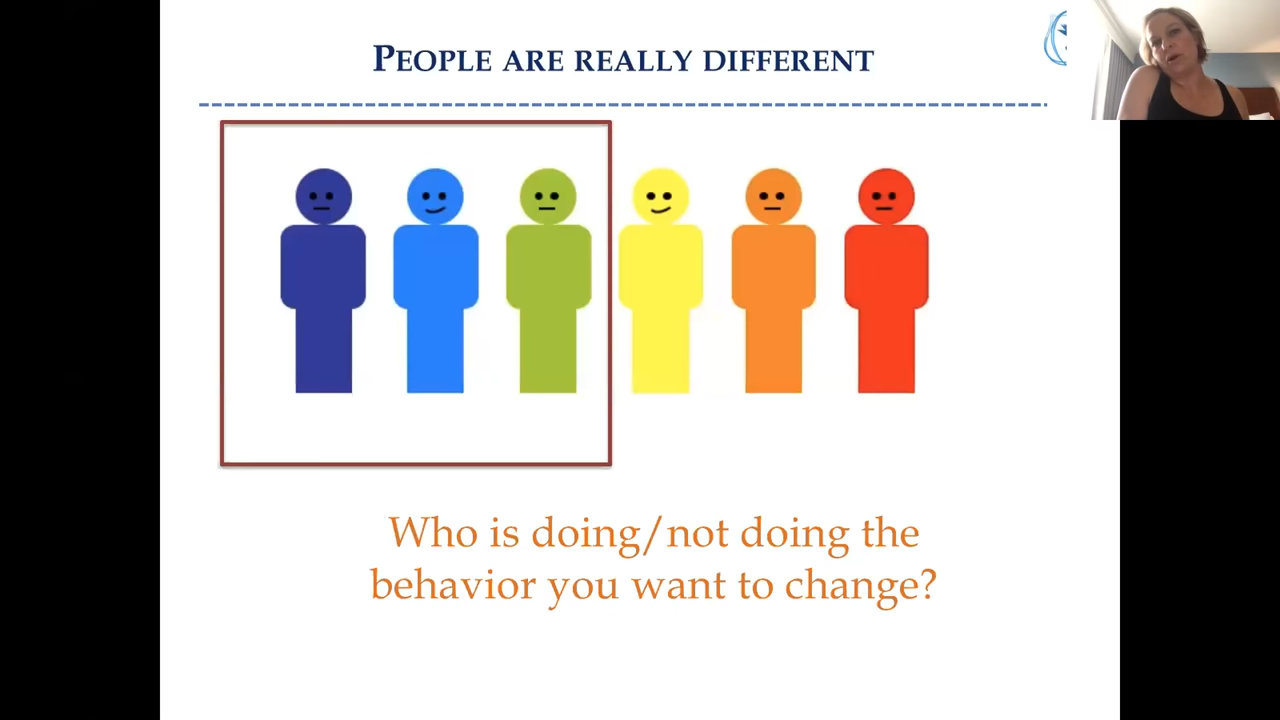 PEOPLE ARE REALLY DIFFERENT
Who is doing/not doing the
behavior you want to change?